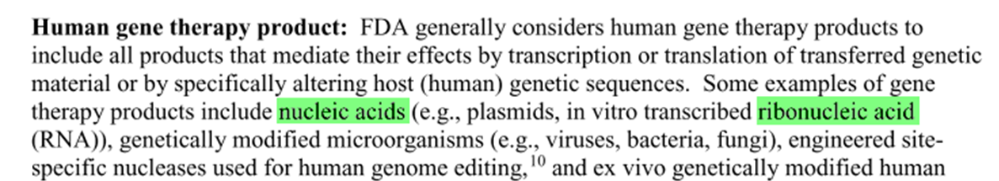 Human gene therapy product: FDA generally considers human gene therapy products to
include all products that mediate their effects by transcription or translation of transferred genetic
material or by specifically altering host (human) genetic sequences. Some examples of gene
therapy products include nucleic acids (e.g., plasmids, in vitro transcribed ribonucleic acid
(RNA)), genetically modified microorganisms (e.g., viruses, bacteria, fungi), engineered site-
specific nucleases used for human genome editing,10 and ex vivo genetically modified human